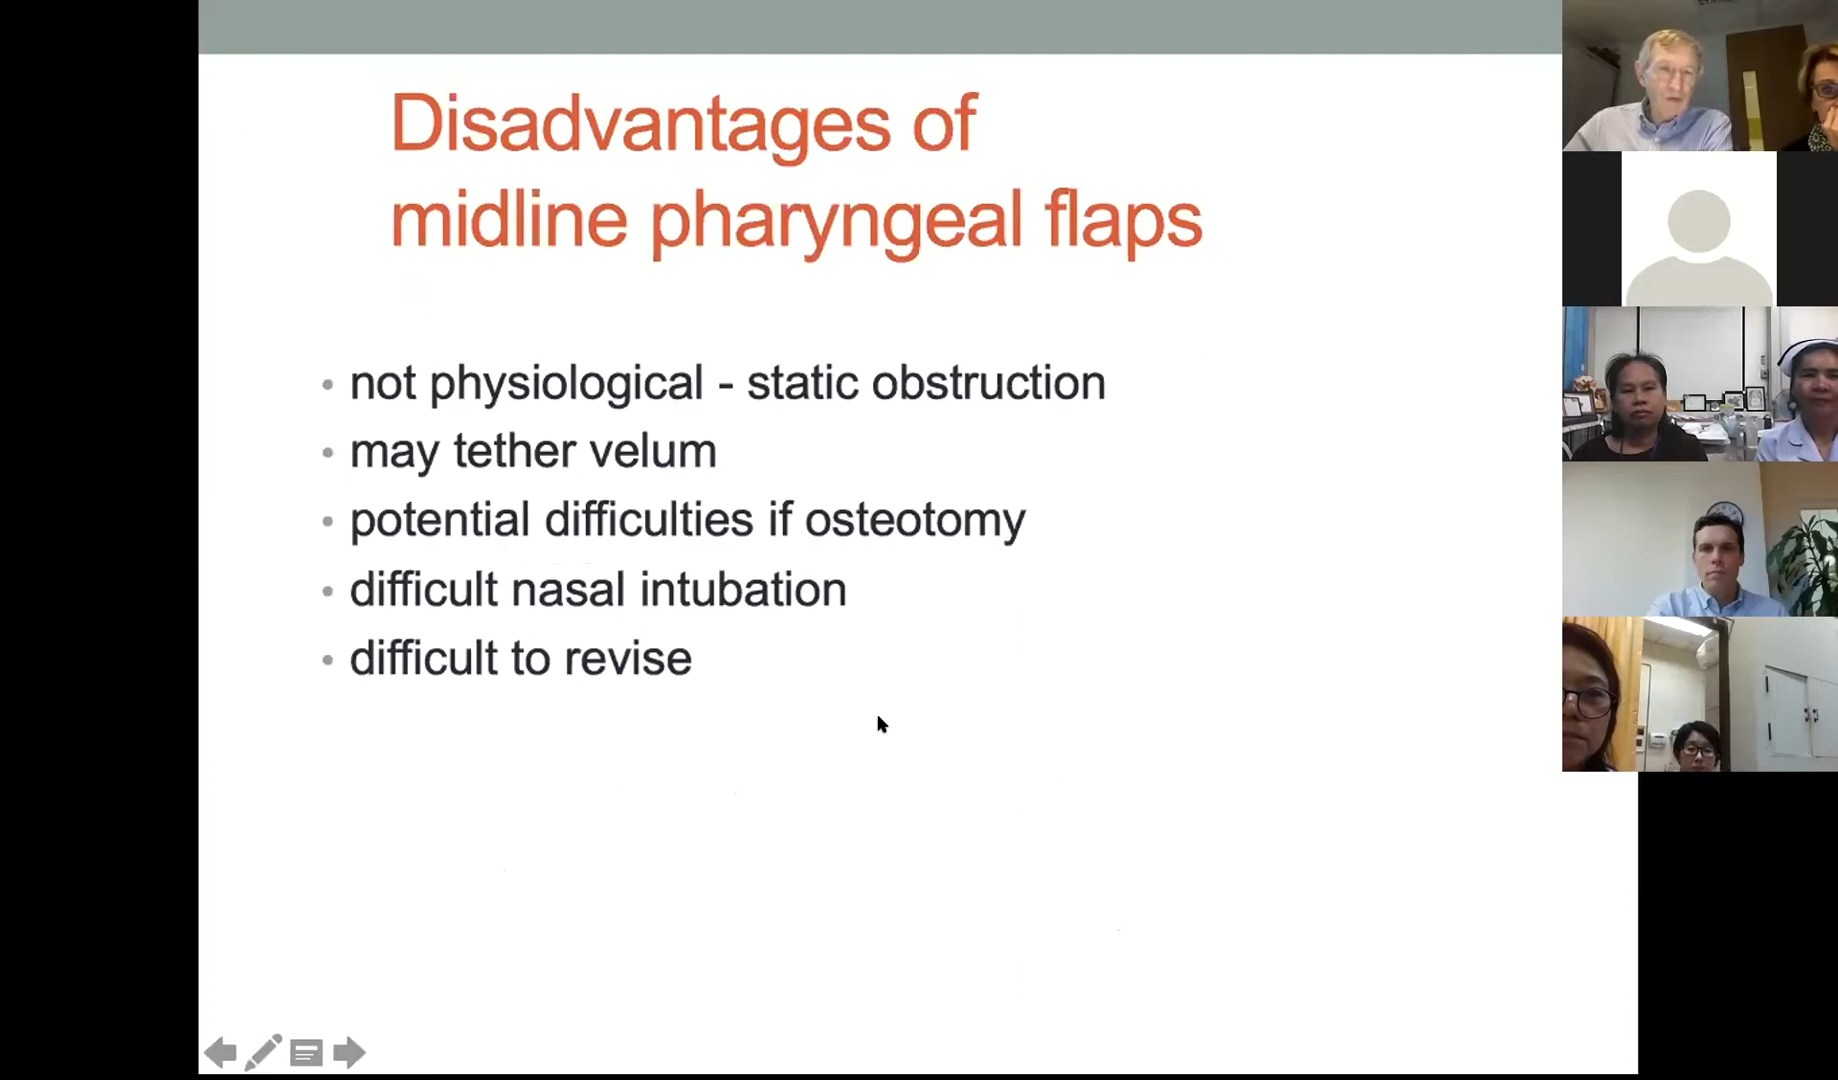 Disadvantages of
midline pharyngeal flaps
• not physiological - static obstruction
• may tether velum
• potential difficulties if osteotomy
• difficult nasal intubation
• difficult to revise